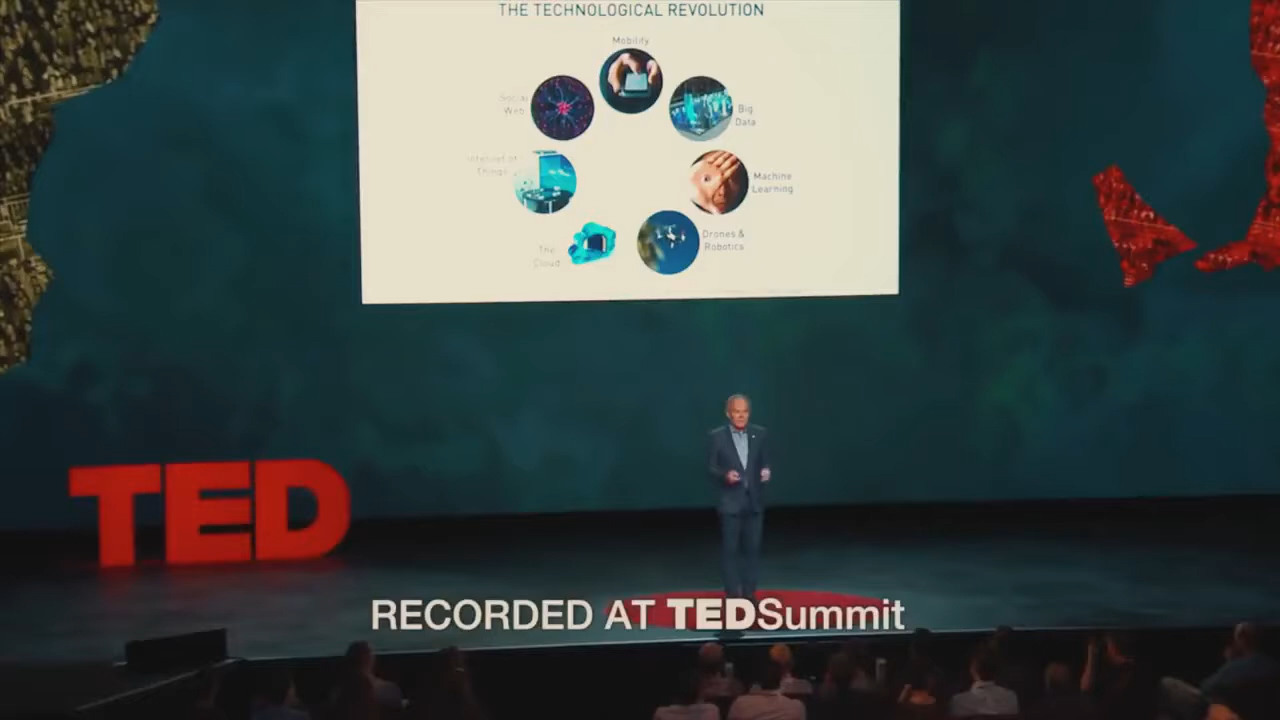 THE TECHNOLOGICAL REVOLUTION
Mobility
Social
Web
Big
Data
Internet of
Things
Machine
Learning
Drones &
Robotics
The
Cloud
TED
RECORDED AT TEDSummit